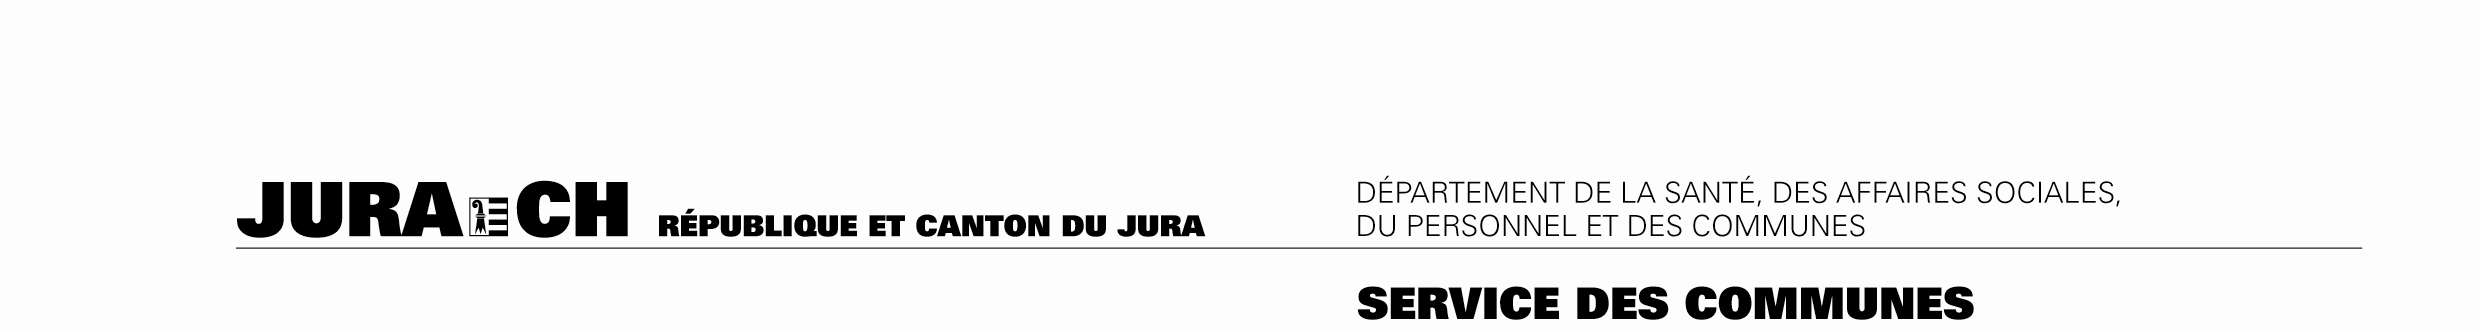 JURA CH RÉPUBLIQUE ET CANTON DU JURA
DÉPARTEMENT DE LA SANTÉ, DES AFFAIRES SOCIALES,
DU PERSONNEL ET DES COMMUNES
SERVICE DES COMMUNES